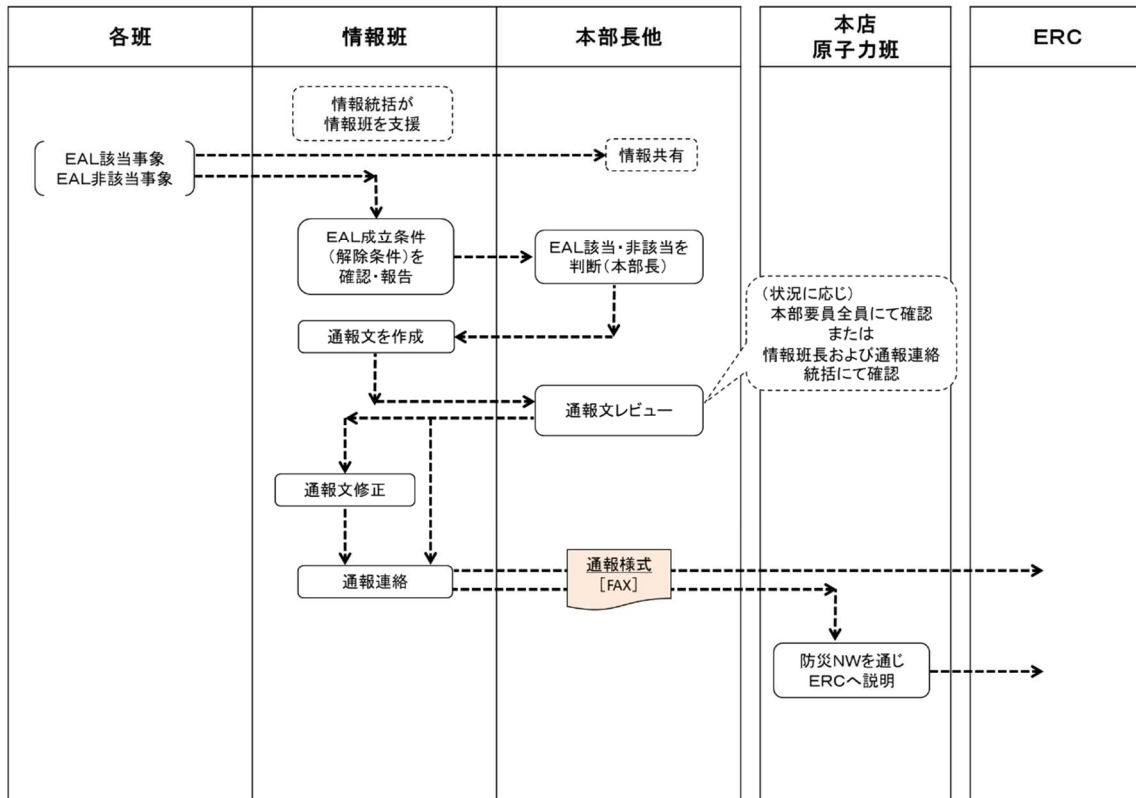 各班
情報班
本部長他
本店
原子力班
ERC
情報統括が
情報班を支援
EAL該当事象
EAL非該当事象
情報共有
EAL成立条件
(解除条件)を
確認・報告
EAL該当・非該当を
判断(本部長)
(状況に応じ)
本部要員全員にて確認
または
情報班長および通報連絡
統括にて確認
通報文を作成
通報文レビュー
通報文修正
通報連絡
通報様式
[FAX]
防災NWを通じ
ERCへ説明